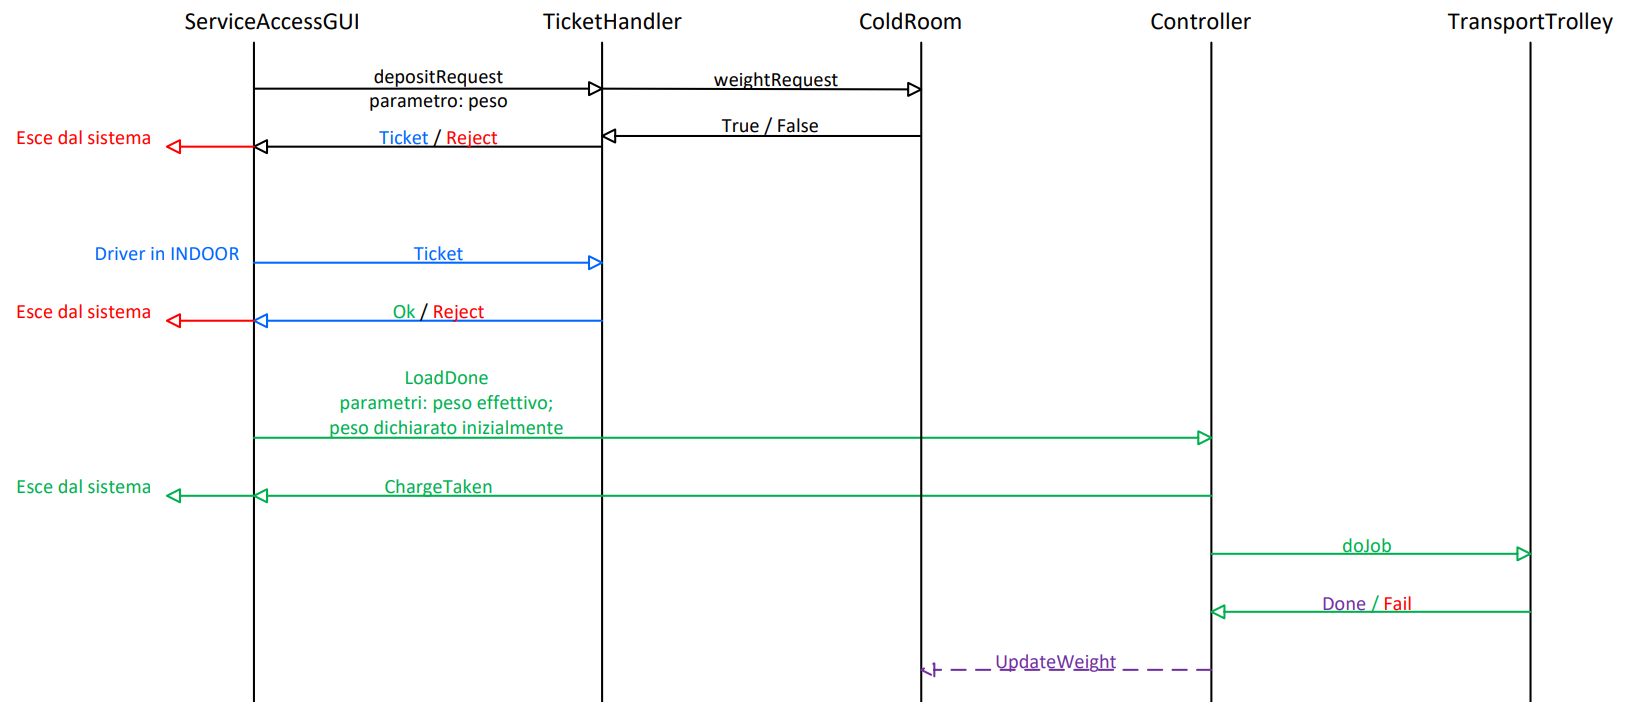 ServiceAccessGUI
TicketHandler
ColdRoom
Controller
TransportTrolley
depositRequest
parametro: peso
weightRequest
True / False
Esce dal sistema
Ticket / Reject
Driver in INDOOR
Ticket
Esce dal sistema
Ok / Reject
LoadDone
parametri: peso effettivo;
peso dichiarato inizialmente
Esce dal sistema
ChargeTaken
doJob
Done / Fail
UpdateWeight